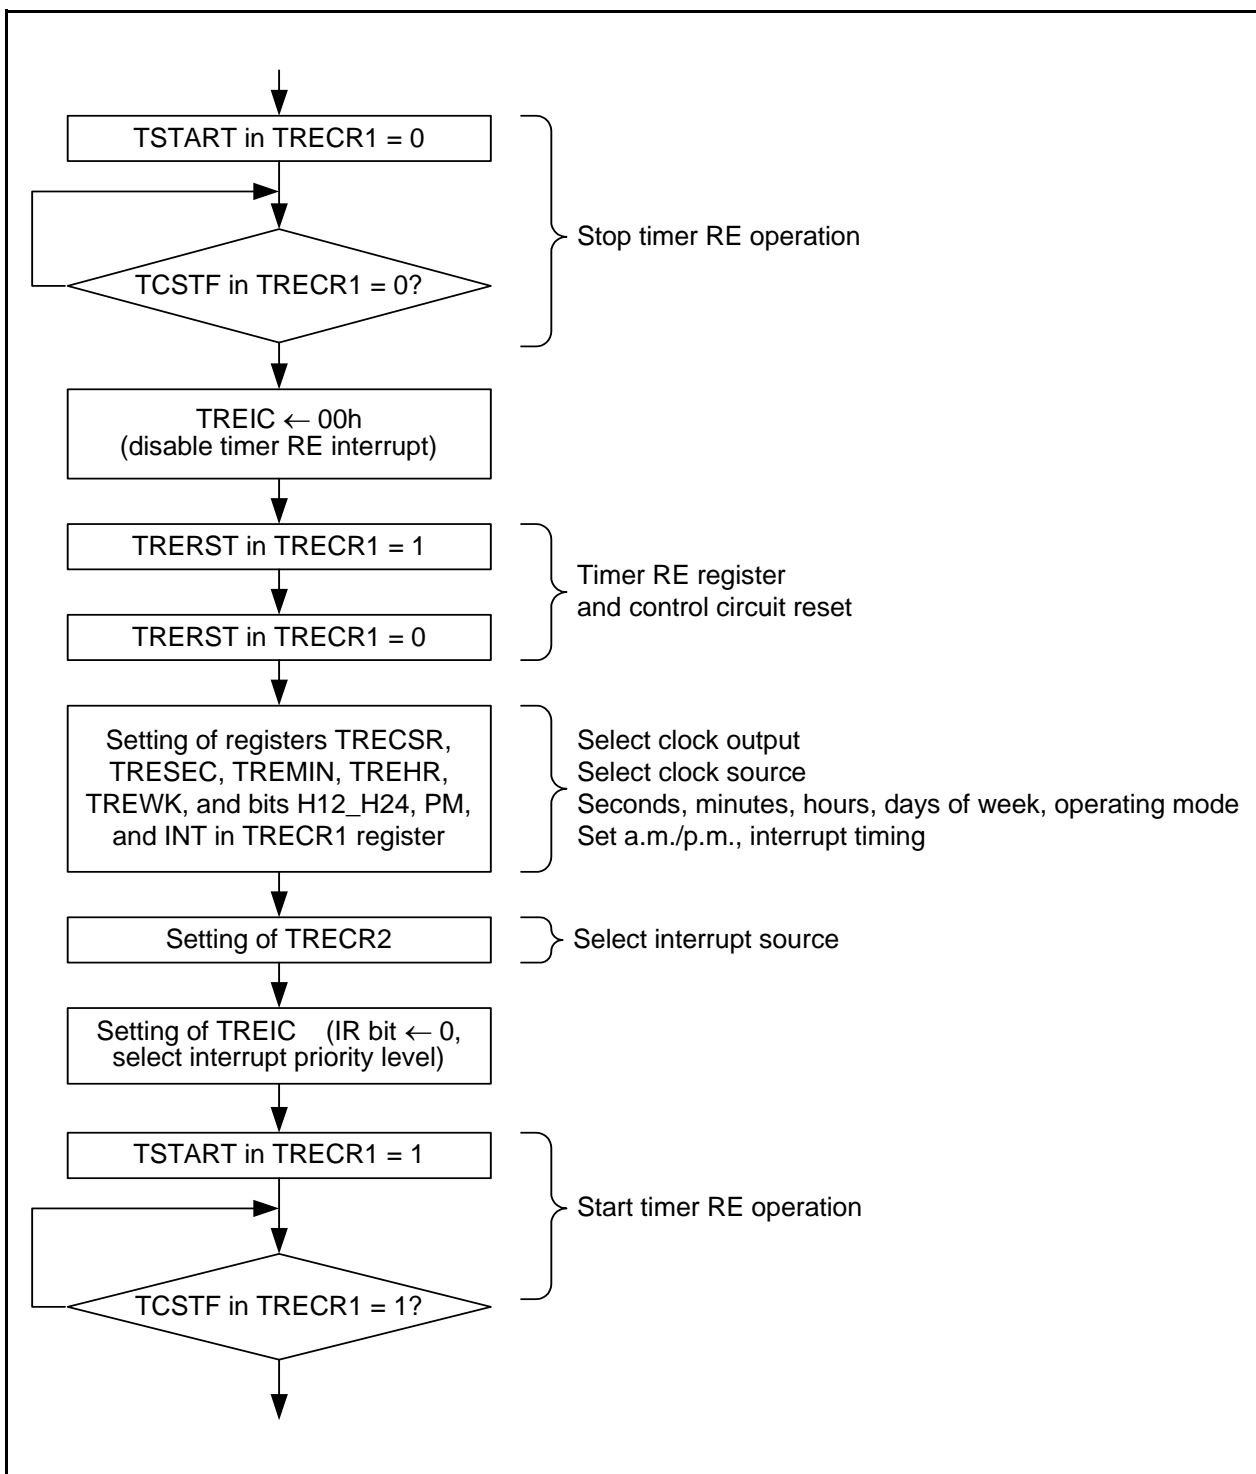 TSTART in TRECR1 = 0
TCSTF in TRECR1 = 0?
Stop timer RE operation
TREIC ← 00h
(disable timer RE interrupt)
TRERST in TRECR1 = 1
TRERST in TRECR1 = 0
Timer RE register
and control circuit reset
Setting of registers TRECSR,
TRESEC, TREMIN, TREHR,
TREWK, and bits H12_H24, PM,
and INT in TRECR1 register
Select clock output
Select clock source
Seconds, minutes, hours, days of week, operating mode
Set a.m./p.m., interrupt timing
Setting of TRECR2
Select interrupt source
Setting of TREIC (IR bit ← 0,
select interrupt priority level)
TSTART in TRECR1 = 1
TCSTF in TRECR1 = 1?
Start timer RE operation